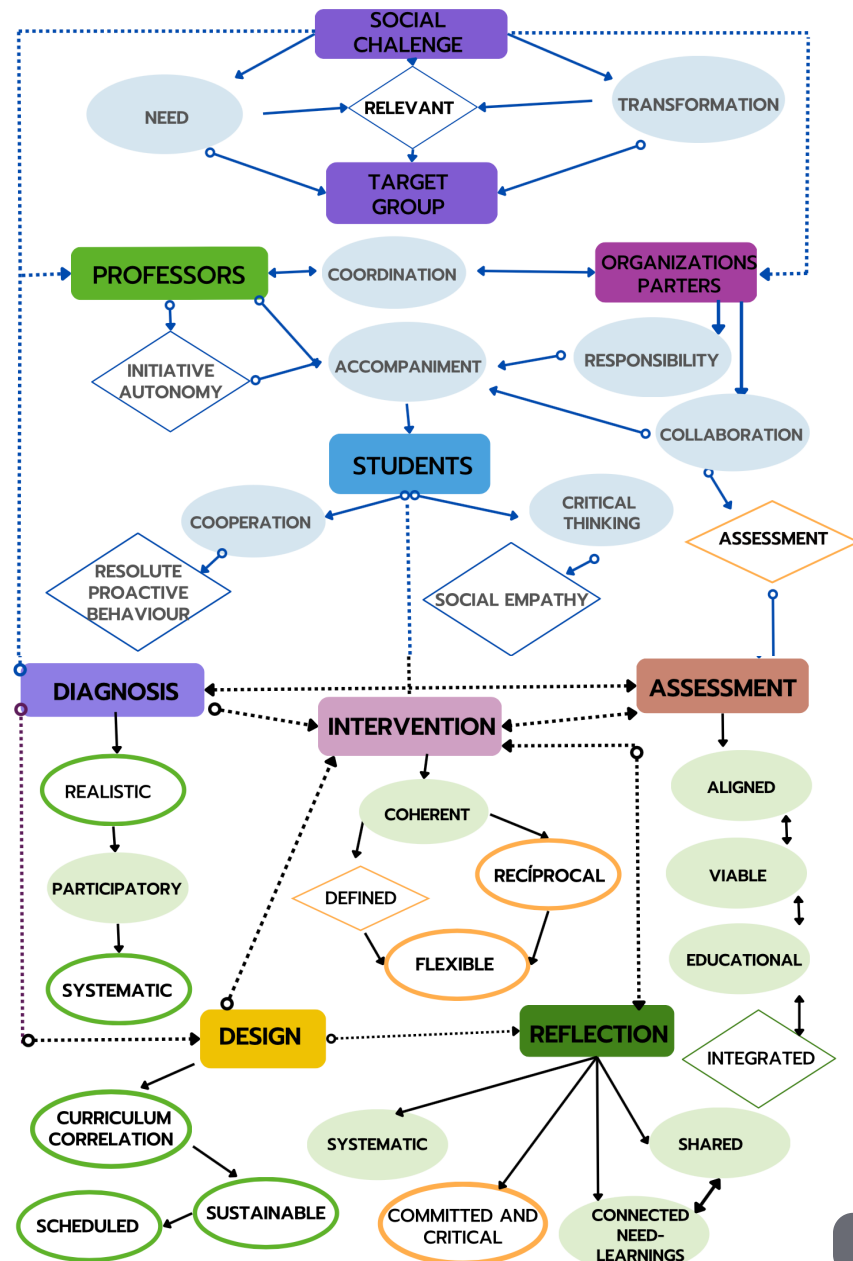 SOCIAL
CHALENGE
NEED
RELEVANT
TRANSFORMATION
TARGET
GROUP
PROFESSORS
COORDINATION
ORGANIZATIONS
PARTERS
INITIATIVE
AUTONOMY
ACCOMPANIMENT
RESPONSIBILITY
COLLABORATION
STUDENTS
COOPERATION
CRITICAL
THINKING
ASSESSMENT
RESOLUTE
PROACTIVE
BEHAVIOUR
SOCIAL EMPATHY
DIAGNOSIS
INTERVENTION
ASSESSMENT
REALISTIC
COHERENT
ALIGNED
PARTICIPATORY
DEFINED
RECÍPROCAL
VIABLE
SYSTEMATIC
FLEXIBLE
EDUCATIONAL
DESIGN
REFLECTION
INTEGRATED
CURRICULUM
CORRELATION
SYSTEMATIC
SHARED
SCHEDULED
SUSTAINABLE
COMMITTED AND
CRITICAL
CONNECTED
NEED-
LEARNINGS